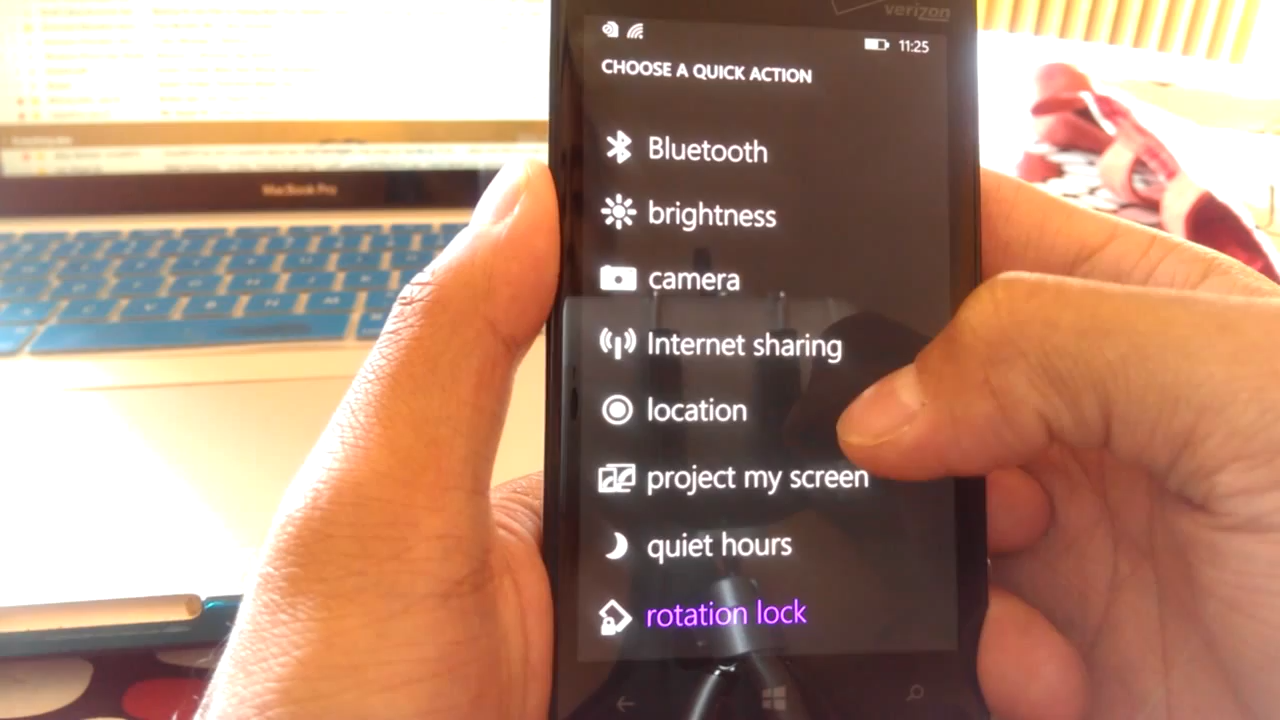 verizon
11:25
CHOOSE A QUICK ACTION
Bluetooth
brightness
camera
Internet sharing
location
project my screen
quiet hours
rotation lock
MacBook Pro